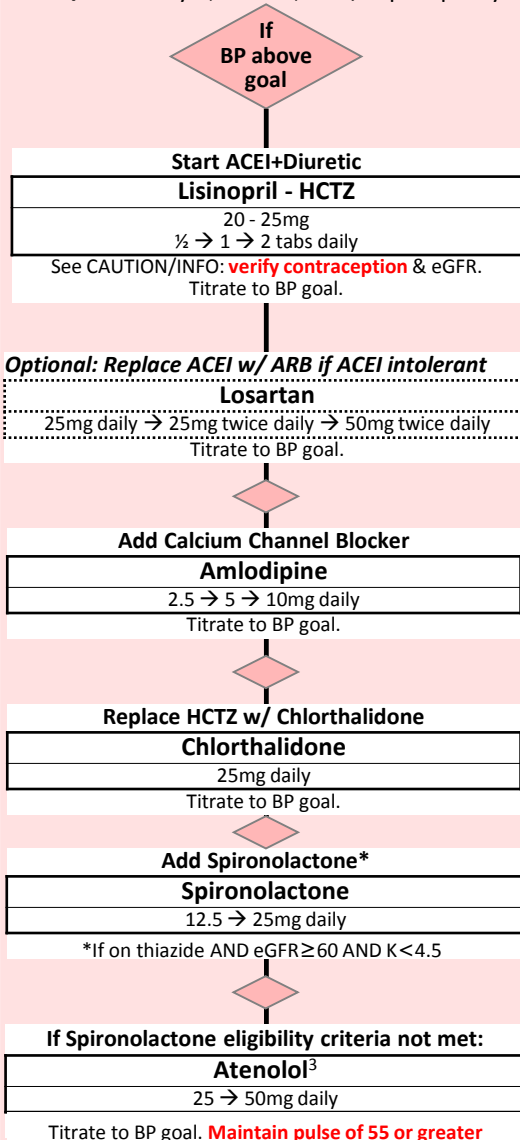 If
BP above
goal
Start ACEI+Diuretic
Lisinopril - HCTZ
20 - 25mg
½ → 1 → 2 tabs daily
See CAUTION/INFO: verify contraception & eGFR.
Titrate to BP goal.
Optional: Replace ACEI w/ ARB if ACEI intolerant
Losartan
25mg daily → 25mg twice daily → 50mg twice daily
Titrate to BP goal.
Add Calcium Channel Blocker
Amlodipine
2.5 → 5 → 10mg daily
Titrate to BP goal.
Replace HCTZ w/ Chlorthalidone
Chlorthalidone
25mg daily
Titrate to BP goal.
Add Spironolactone*
Spironolactone
12.5 → 25mg daily
*If on thiazide AND eGFR≥60 AND K<4.5
If Spironolactone eligibility criteria not met:
Atenolol³
25 → 50mg daily
Titrate to BP goal. Maintain pulse of 55 or greater